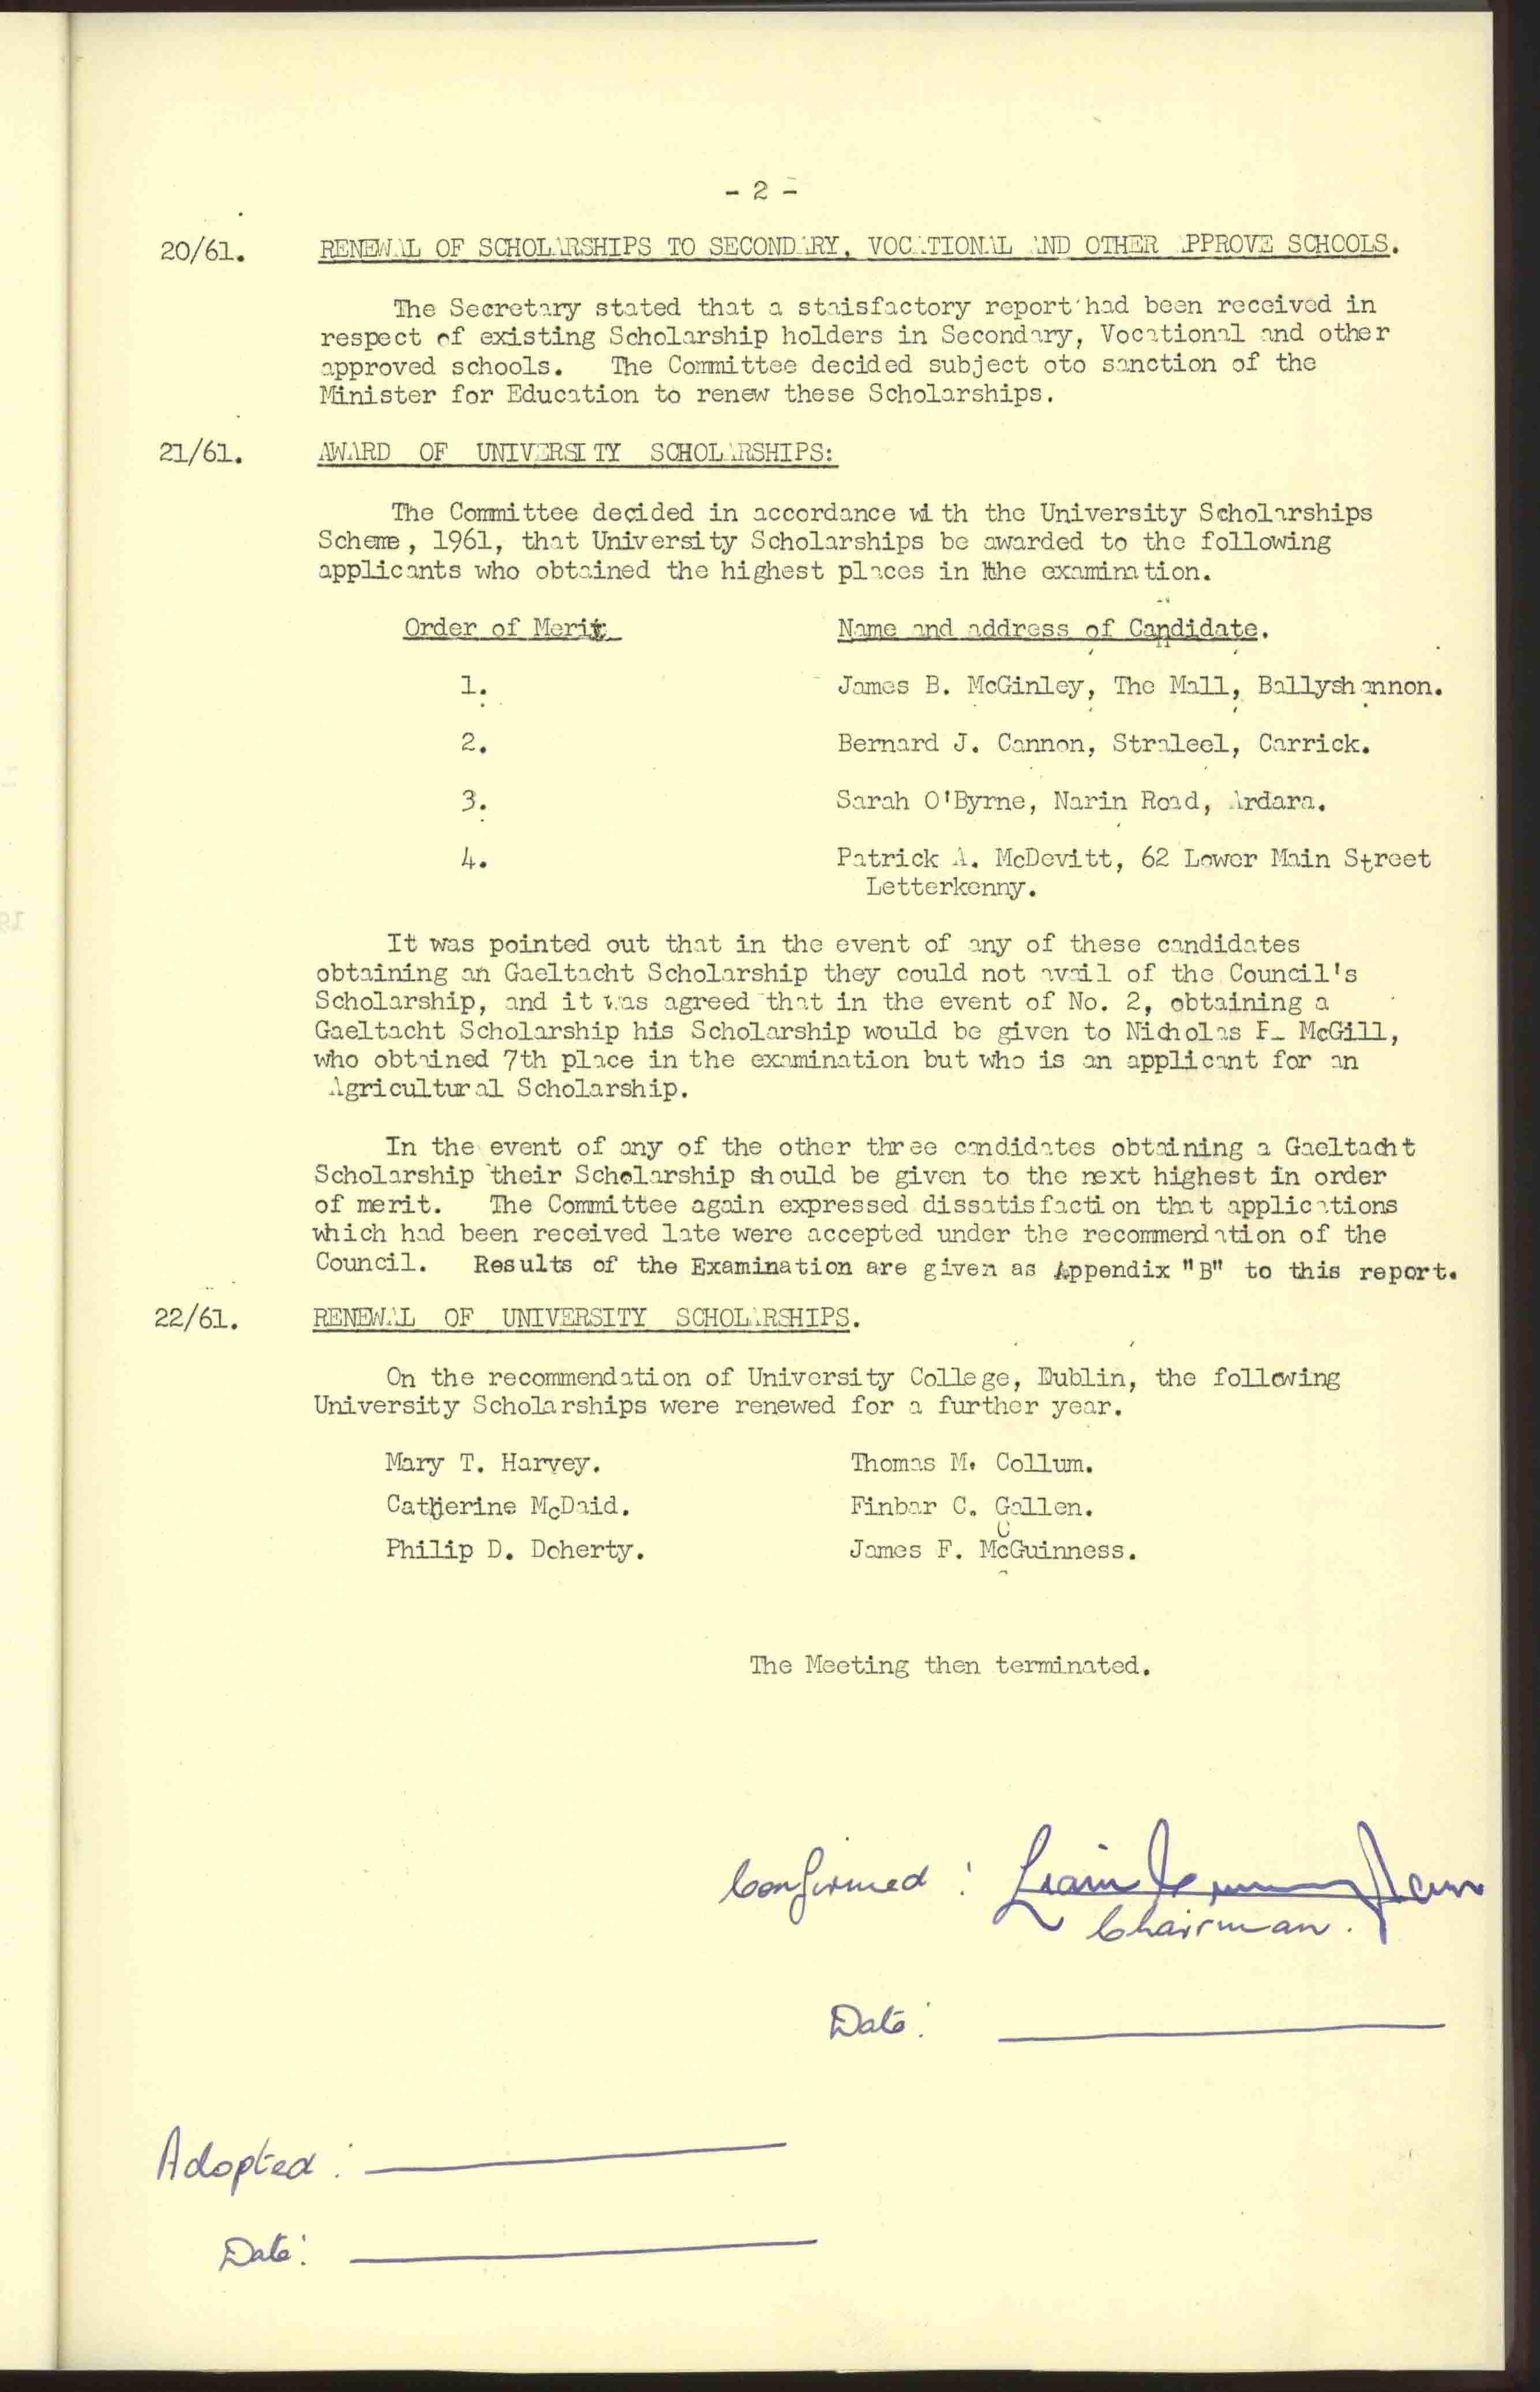 - 2 -
20/61. RENEWAL OF SCHOLARSHIPS TO SECONDARY, VOCATIONAL AND OTHER APPROVE SCHOOLS.
The Secretary stated that a staisfactory report had been received in
respect of existing Scholarship holders in Secondary, Vocational and other
approved schools. The Committee decided subject oto sanction of the
Minister for Education to renew these Scholarships.
21/61. AWARD OF UNIVERSITY SCHOLARSHIPS:
The Committee decided in accordance with the University Scholarships
Scheme, 1961, that University Scholarships be awarded to the following
applicants who obtained the highest places in the examination.
Order of Merit Name and address of Candidate.
1. James B. McGinley, The Mall, Ballyshannon.
2. Bernard J. Cannon, Straleel, Carrick.
3. Sarah O'Byrne, Narin Road, Ardara.
4. Patrick A. McDevitt, 62 Lower Main Street
Letterkenny.
It was pointed out that in the event of any of these candidates
obtaining an Gaeltacht Scholarship they could not avail of the Council's
Scholarship, and it was agreed that in the event of No. 2, obtaining a
Gaeltacht Scholarship his Scholarship would be given to Nicholas F. McGill,
who obtained 7th place in the examination but who is an applicant for an
Agricultural Scholarship.
In the event of any of the other three candidates obtaining a Gaeltacht
Scholarship their Scholarship should be given to the next highest in order
of merit. The Committee again expressed dissatisfaction that applications
which had been received late were accepted under the recommendation of the
Council. Results of the Examination are given as Appendix "B" to this report.
22/61. RENEWAL OF UNIVERSITY SCHOLARSHIPS.
On the recommendation of University College, Dublin, the following
University Scholarships were renewed for a further year.
Mary T. Harvey. Thomas M. Collum.
Catherine McDaid. Finbar C. Gallen.
Philip D. Doherty. James F. McGuinness.
The Meeting then terminated.
Confirmed : Liam
Chairman.
Date:
Adopted :
Date: